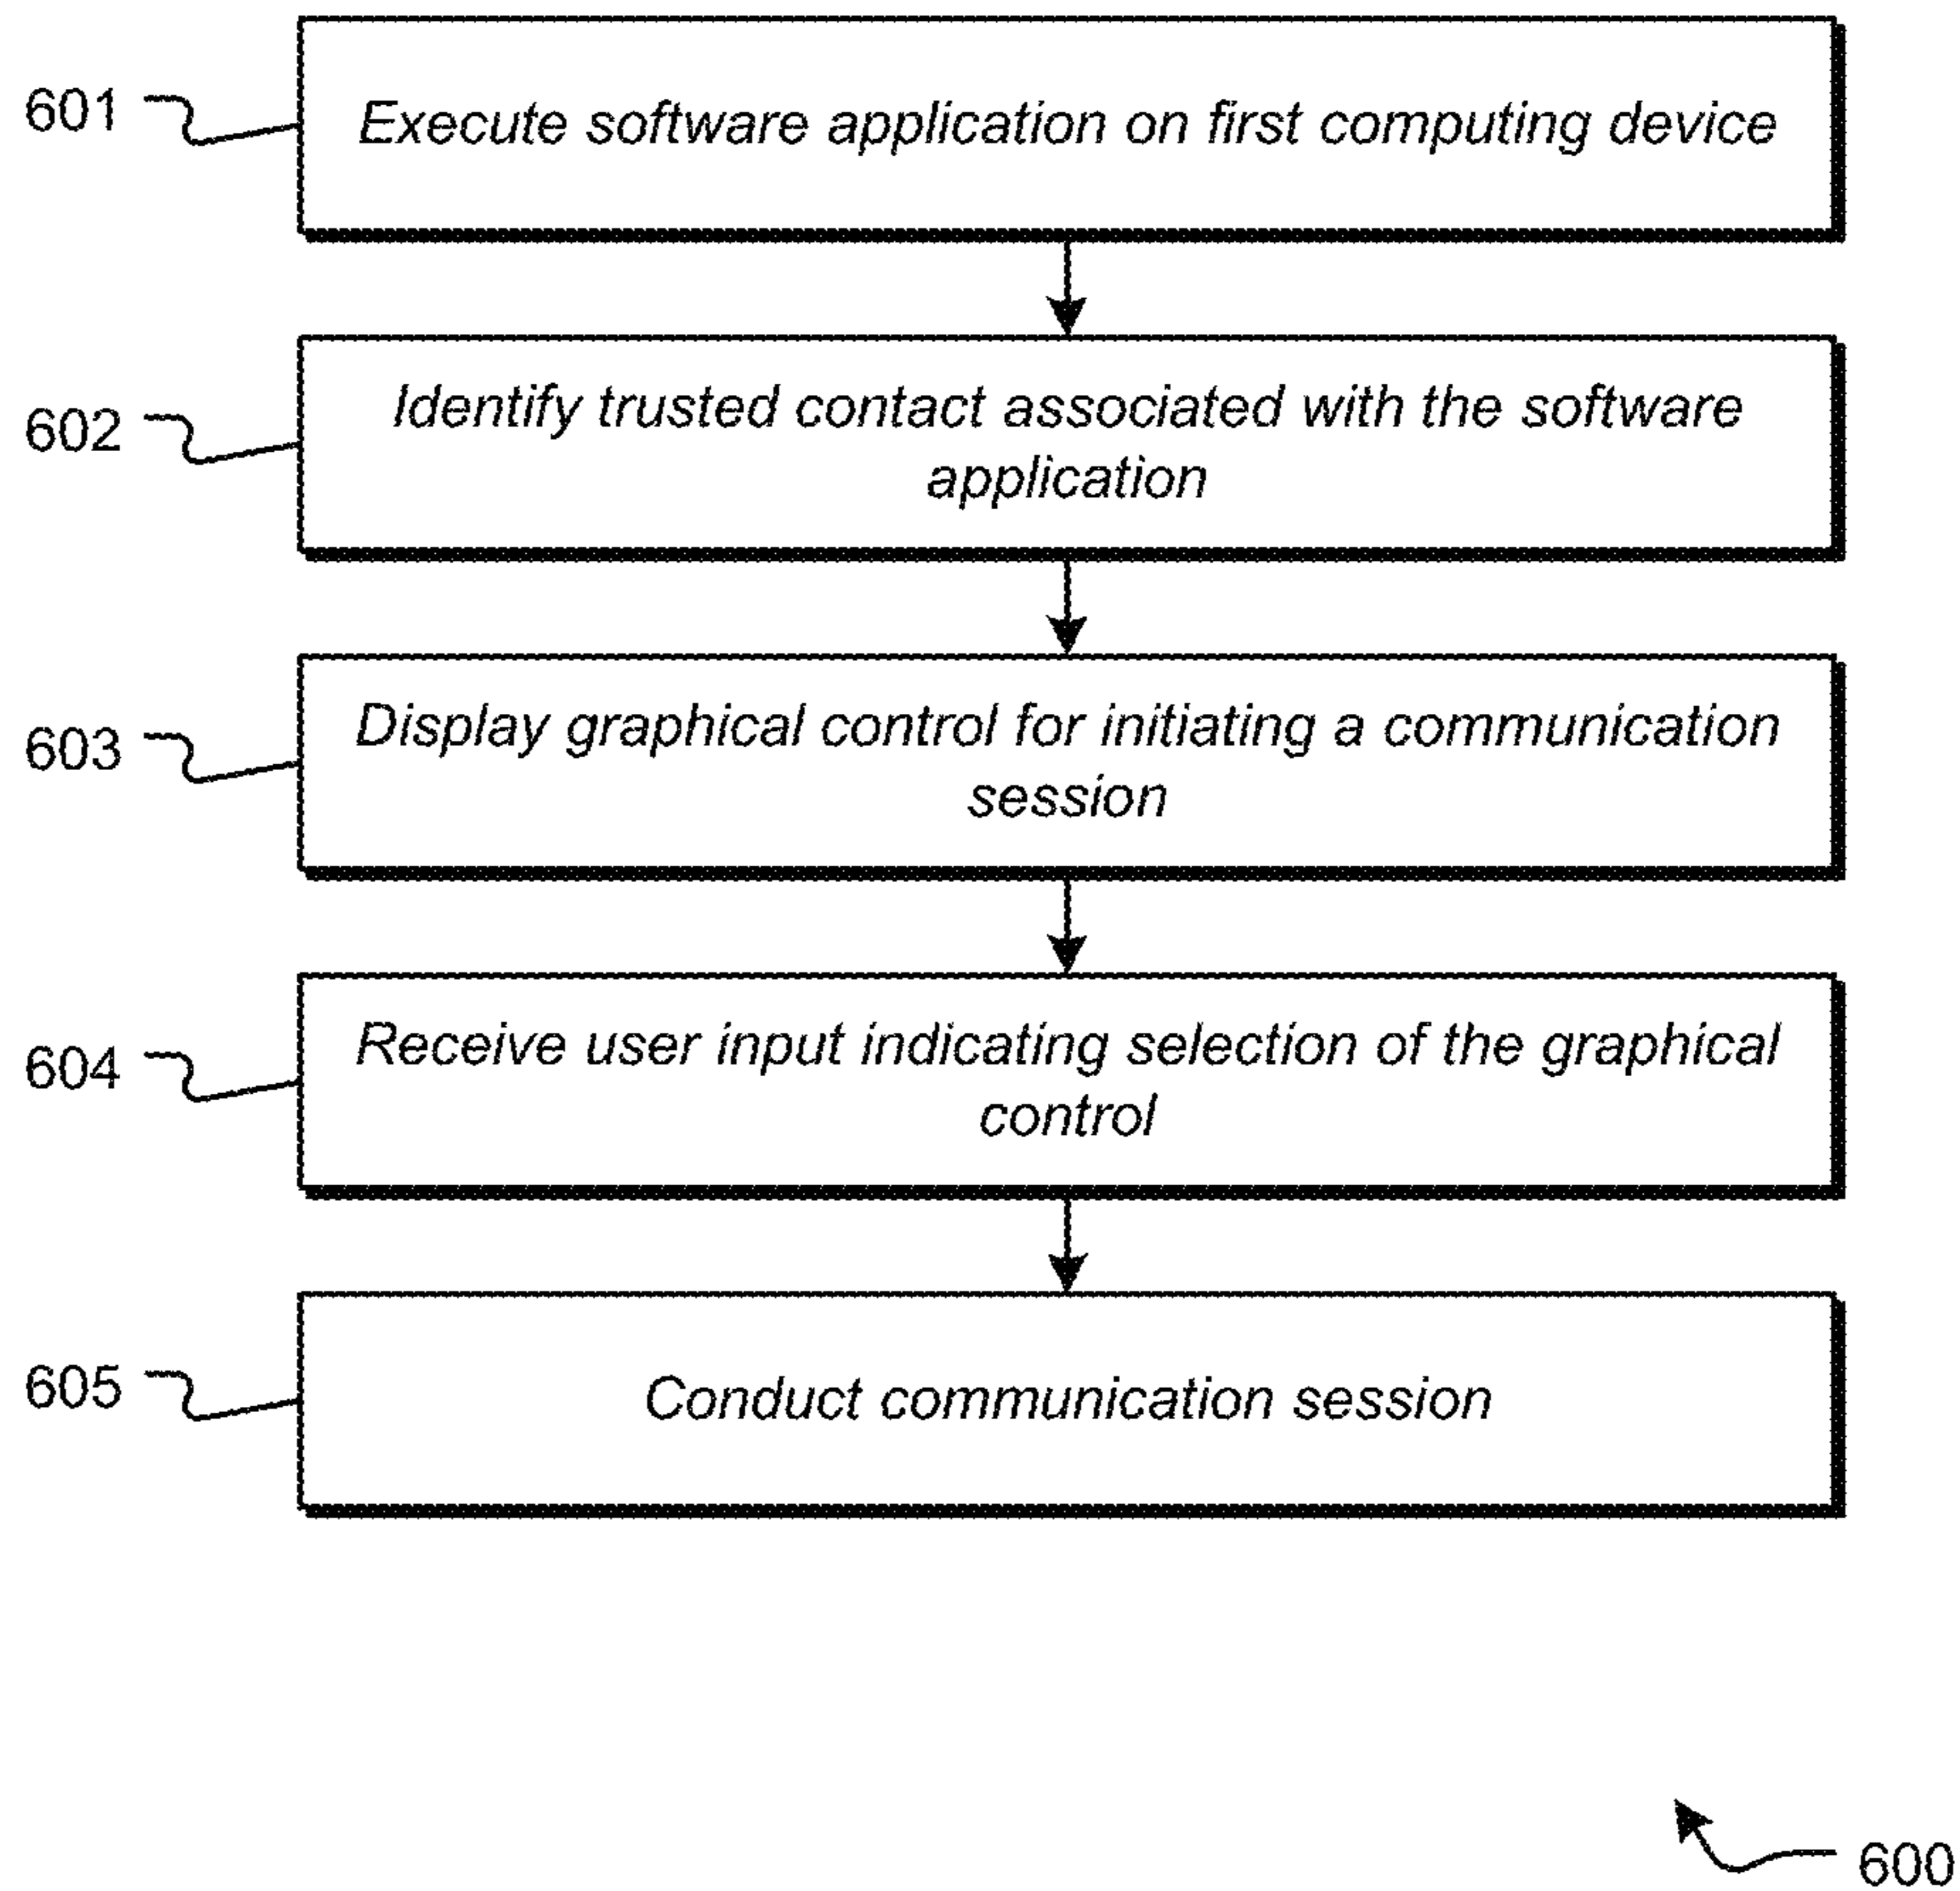 601
Execute software application on first computing device
602
Identify trusted contact associated with the software
application
603
Display graphical control for initiating a communication
session
604
Receive user input indicating selection of the graphical
control
605
Conduct communication session
600